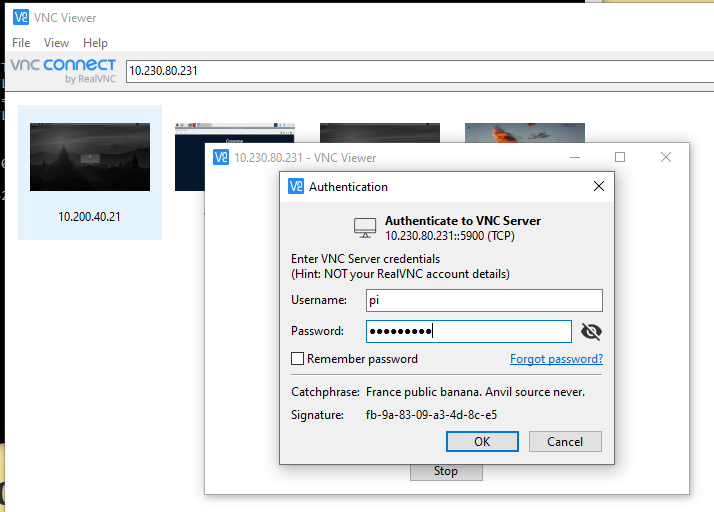 VNC Viewer
File View Help
VNC CONNECT
by RealVNC
10.230.80.231
10.200.40.21
10.230.80.231 - VNC Viewer
Authentication
Authenticate to VNC Server
10.230.80.231::5900 (TCP)
Enter VNC Server credentials
(Hint: NOT your RealVNC account details)
Username: pi
Password: ●●●●●●●●●
Remember password Forgot password?
Catchphrase: France public banana. Anvil source never.
Signature: fb-9a-83-09-a3-4d-8c-e5
OK Cancel
Stop